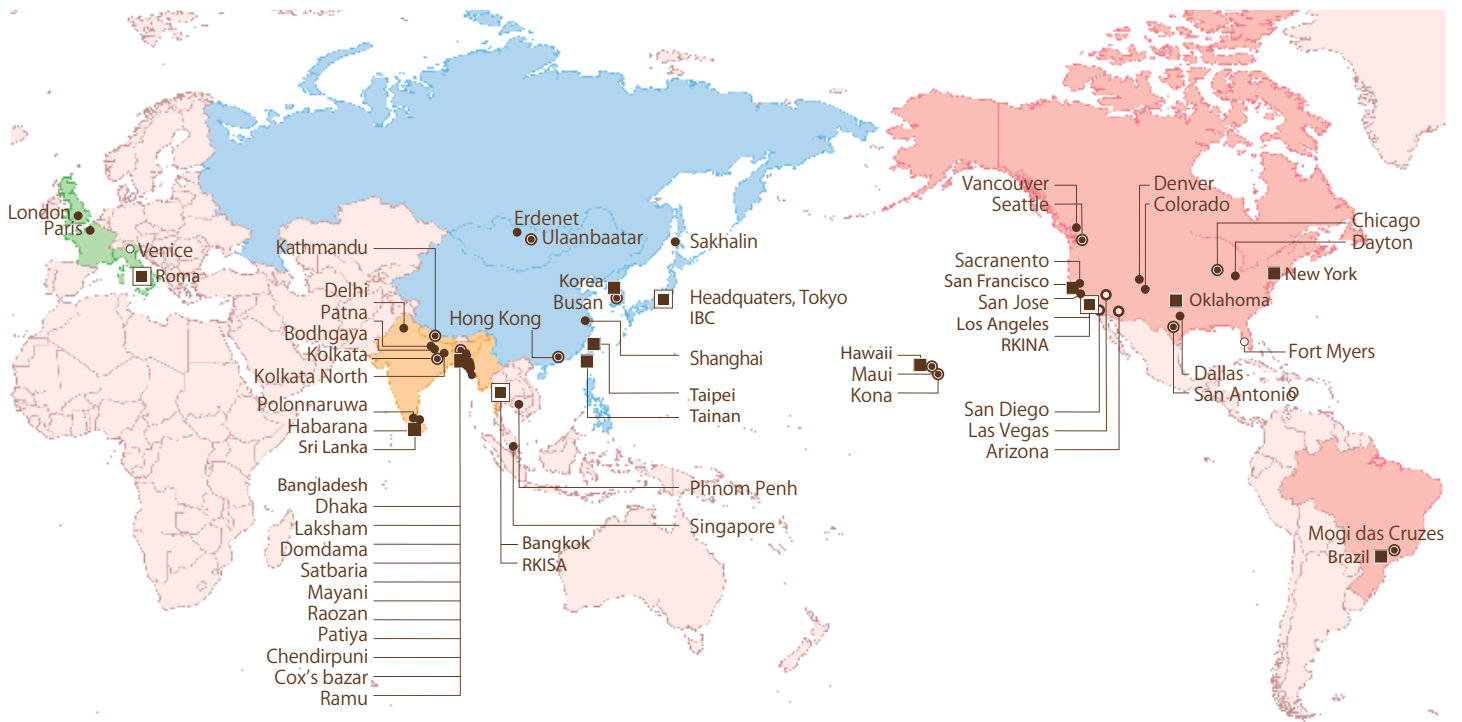 London
Paris
Venice
Roma
Kathmandu
Delhi
Patna
Bodhgaya
Kolkata
Kolkata North
Polonnaruwa
Habarana
Sri Lanka
Bangladesh
Dhaka
Laksham
Domdama
Satbaria
Mayani
Raozan
Patiya
Chendirpuni
Cox's bazar
Ramu
Erdenet
Ulaanbaatar
Sakhalin
Korea
Busan
Hong Kong
Headquaters, Tokyo
IBC
Shanghai
Taipei
Tainan
Phnom Penh
Singapore
Bangkok
RKISA
Hawaii
Maui
Kona
Vancouver
Seattle
Sacranento
San Francisco
San Jose
Los Angeles
RKINA
San Diego
Las Vegas
Arizona
Denver
Colorado
Chicago
Dayton
New York
Oklahoma
Fort Myers
Dallas
San Antonio
Mogi das Cruzes
Brazil